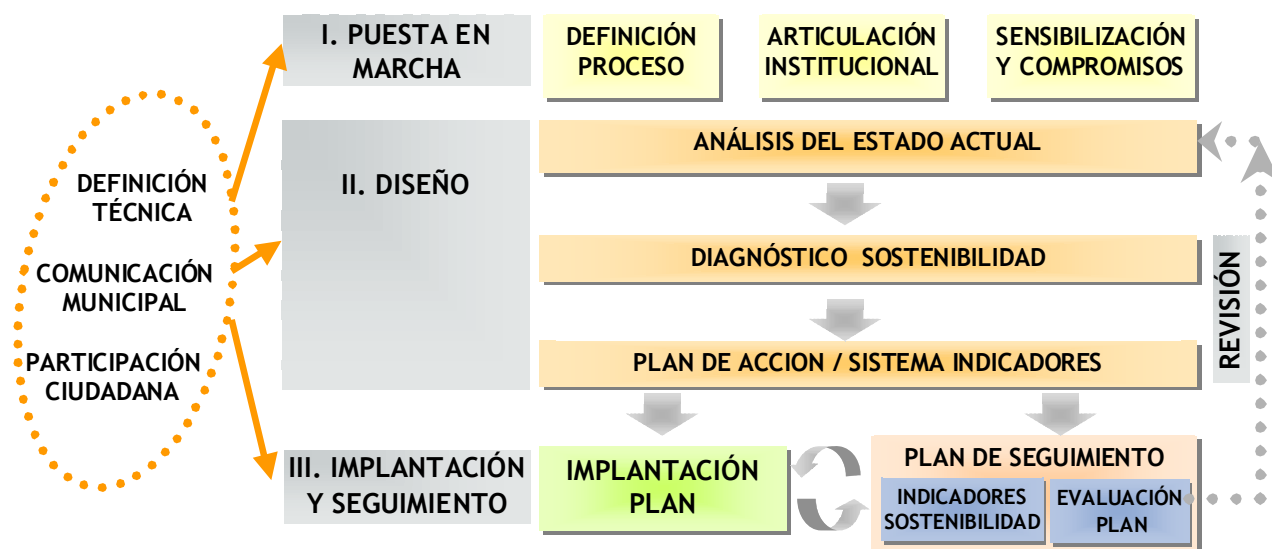 I. PUESTA EN
MARCHA
DEFINICIÓN
PROCESO
ARTICULACIÓN
INSTITUCIONAL
SENSIBILIZACIÓN
Y COMPROMISOS
DEFINICIÓN
TÉCNICA
COMUNICACIÓN
MUNICIPAL
PARTICIPACIÓN
CIUDADANA
II. DISEÑO
ANÁLISIS DEL ESTADO ACTUAL
DIAGNÓSTICO SOSTENIBILIDAD
PLAN DE ACCION / SISTEMA INDICADORES
REVISIÓN
III. IMPLANTACIÓN
Y SEGUIMIENTO
IMPLANTACIÓN
PLAN
PLAN DE SEGUIMIENTO
INDICADORES
SOSTENIBILIDAD
EVALUACIÓN
PLAN